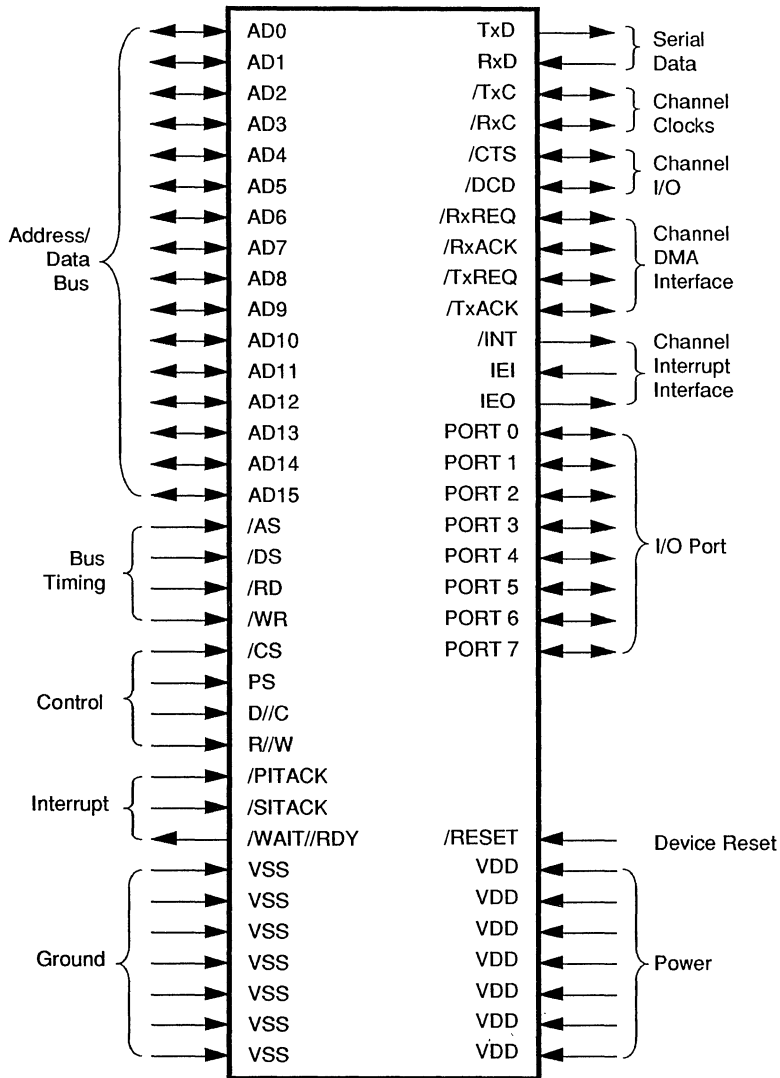 AD0
AD1
AD2
AD3
AD4
AD5
AD6
AD7
AD8
AD9
AD10
AD11
AD12
AD13
AD14
AD15
/AS
/DS
/RD
/WR
/CS
PS
D//C
R//W
/PITACK
/SITACK
/WAIT//RDY
VSS
VSS
VSS
VSS
VSS
VSS
VSS
Address/
Data
Bus
Bus
Timing
Control
Interrupt
Ground
TxD
RxD
/TxC
/RxC
/CTS
/DCD
/RxREQ
/RxACK
/TxREQ
/TxACK
/INT
IEI
IEO
PORT 0
PORT 1
PORT 2
PORT 3
PORT 4
PORT 5
PORT 6
PORT 7
/RESET
VDD
VDD
VDD
VDD
VDD
VDD
VDD
Serial
Data
Channel
Clocks
Channel
I/O
Channel
DMA
Interface
Channel
Interrupt
Interface
I/O Port
Device Reset
Power